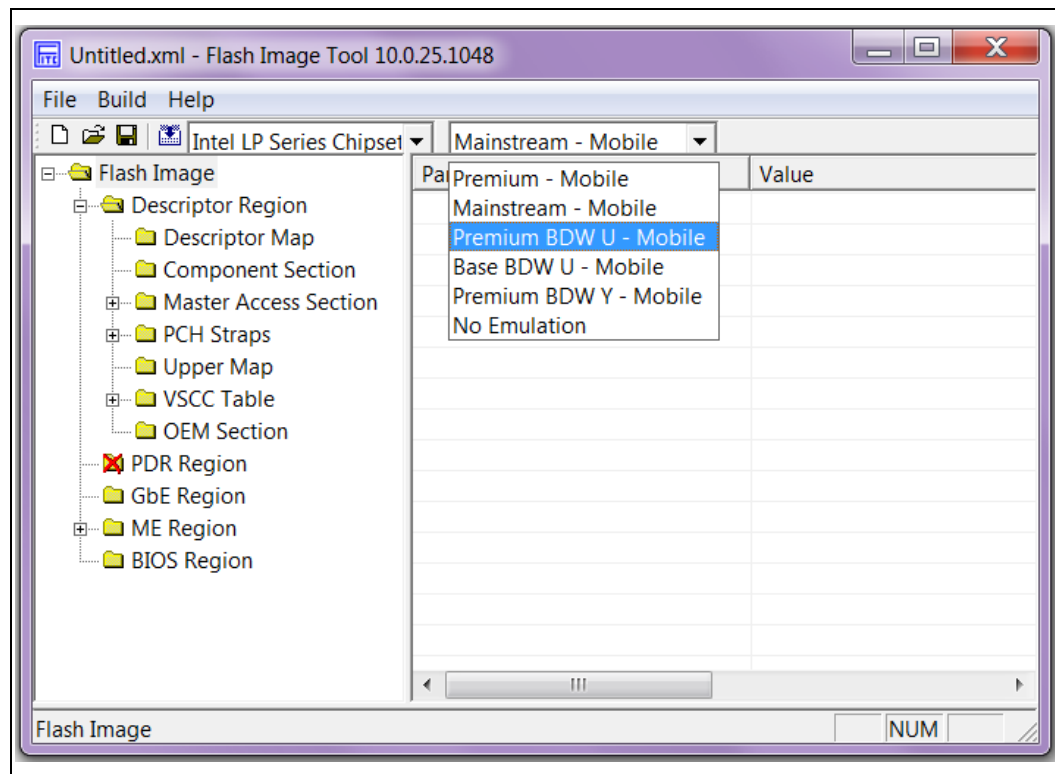 Untitled.xml - Flash Image Tool 10.0.25.1048
File Build Help
Intel LP Series Chipset Mainstream - Mobile
Flash Image
Value
Premium - Mobile
Descriptor Region
Mainstream - Mobile
Descriptor Map
Premium BDW U - Mobile
Component Section
Base BDW U - Mobile
Master Access Section
Premium BDW Y - Mobile
PCH Straps
No Emulation
Upper Map
VSCC Table
OEM Section
PDR Region
GbE Region
ME Region
BIOS Region
Flash Image NUM